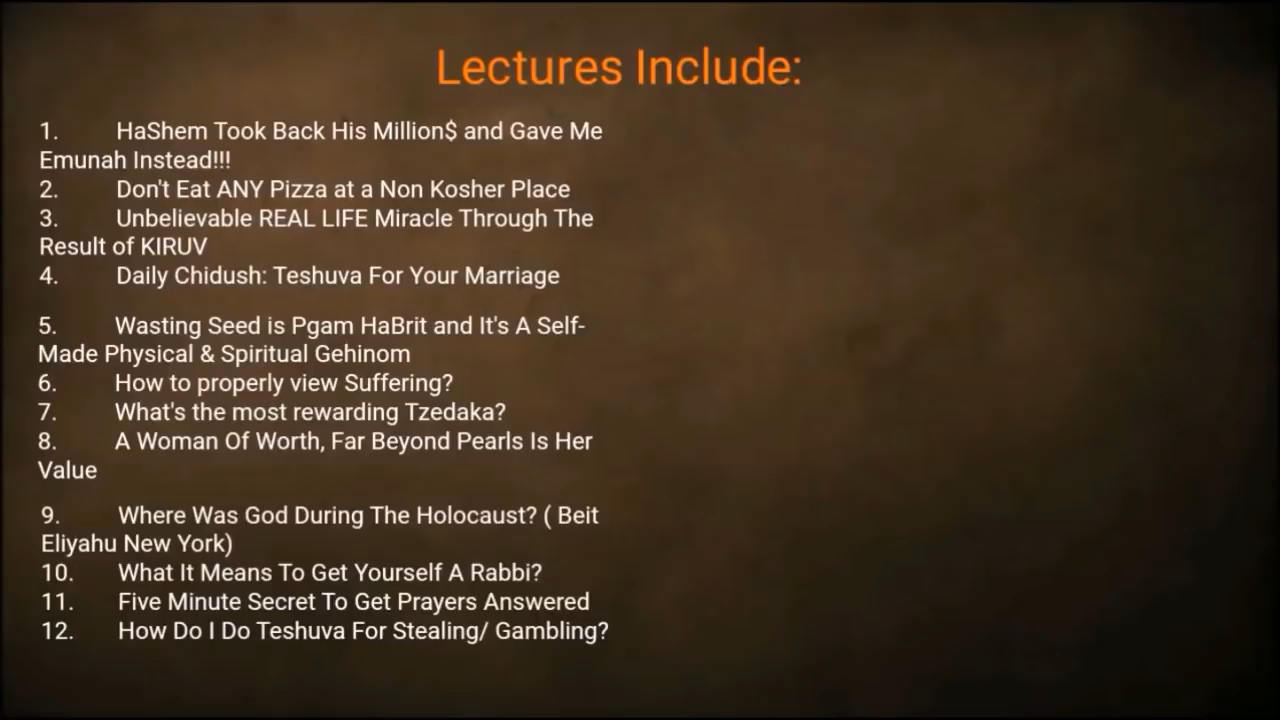 Lectures Include:
1. HaShem Took Back His Million$ and Gave Me
Emunah Instead!!!
2. Don't Eat ANY Pizza at a Non Kosher Place
3. Unbelievable REAL LIFE Miracle Through The
Result of KIRUV
4. Daily Chidush: Teshuva For Your Marriage
5. Wasting Seed is Pgam HaBrit and It's A Self-
Made Physical & Spiritual Gehinom
6. How to properly view Suffering?
7. What's the most rewarding Tzedaka?
8. A Woman Of Worth, Far Beyond Pearls Is Her
Value
9. Where Was God During The Holocaust? ( Beit
Eliyahu New York)
10. What It Means To Get Yourself A Rabbi?
11. Five Minute Secret To Get Prayers Answered
12. How Do I Do Teshuva For Stealing/ Gambling?